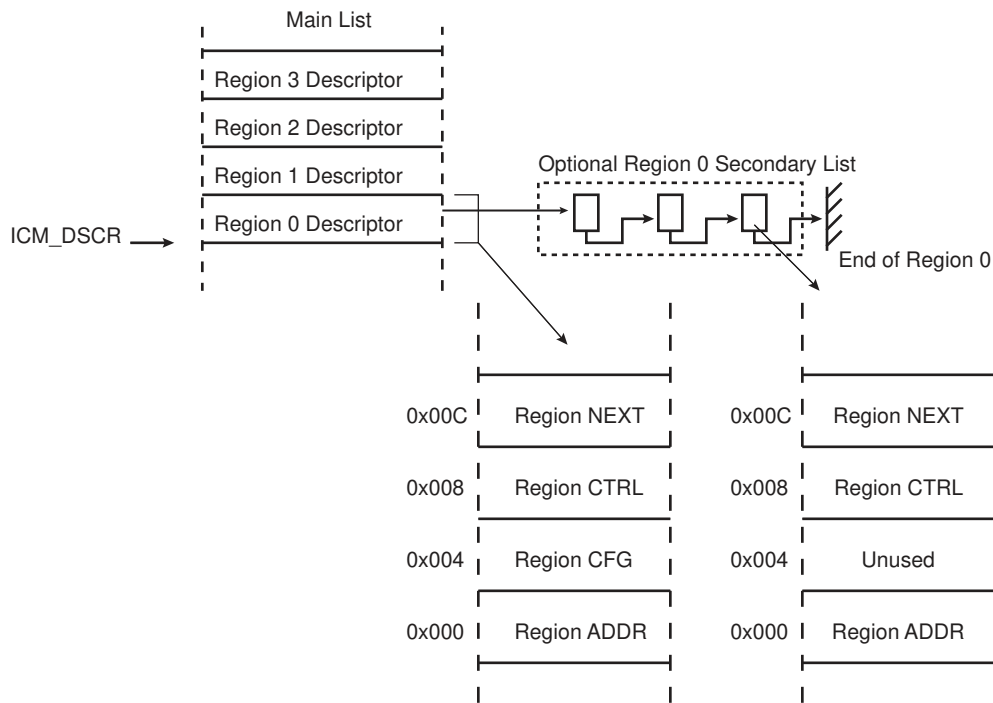 Main List
Region 3 Descriptor
Region 2 Descriptor
Region 1 Descriptor
Region 0 Descriptor
ICM_DSCR
Optional Region 0 Secondary List
End of Region 0
0x00C Region NEXT
0x008 Region CTRL
0x004 Region CFG
0x000 Region ADDR
0x00C Region NEXT
0x008 Region CTRL
0x004 Unused
0x000 Region ADDR